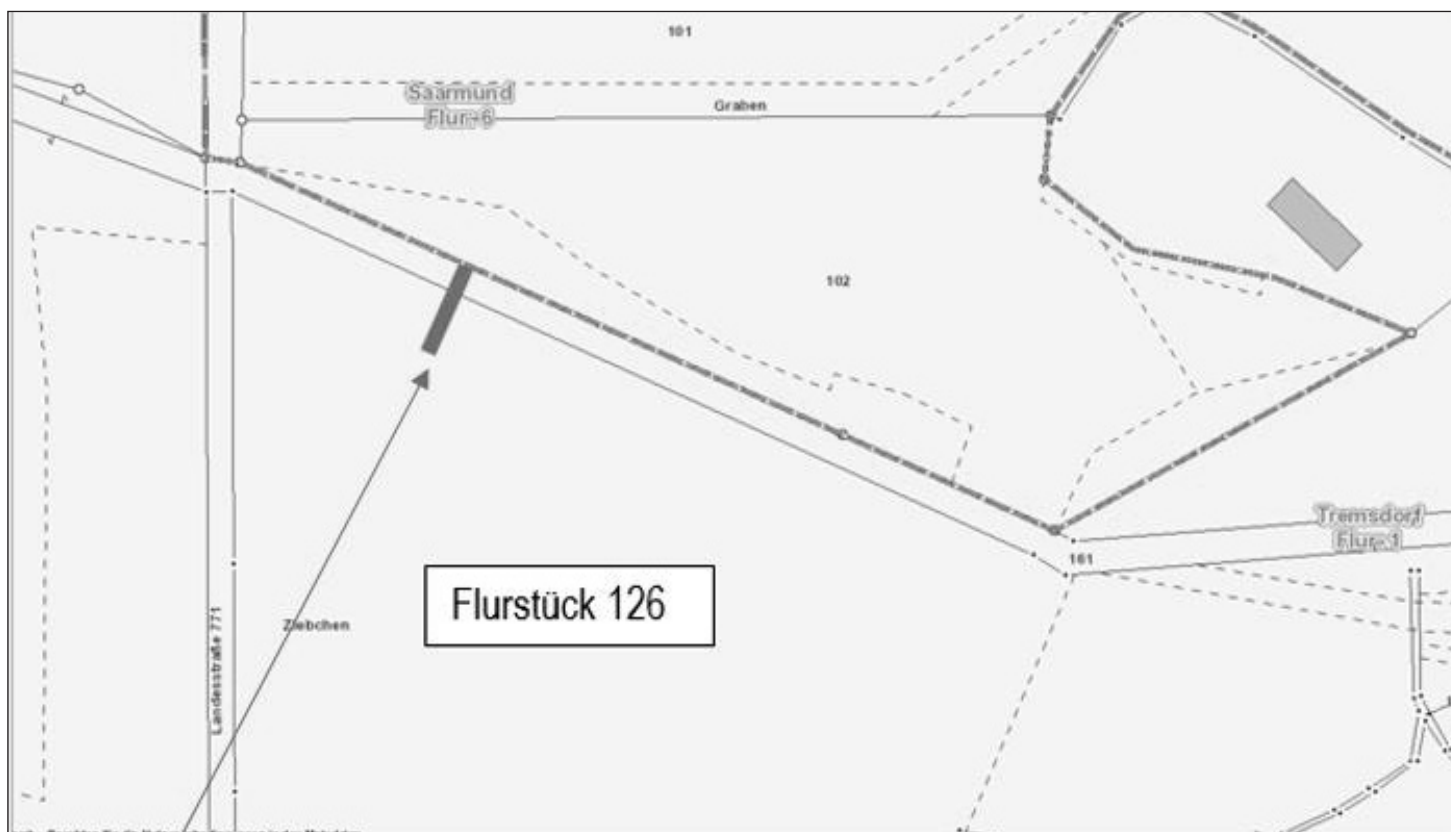 101
Saarmund
Flur 6
Graben
102
Tremsdorf
Flur 1
161
Flurstück 126
Ziebchen
Landesstraße 771